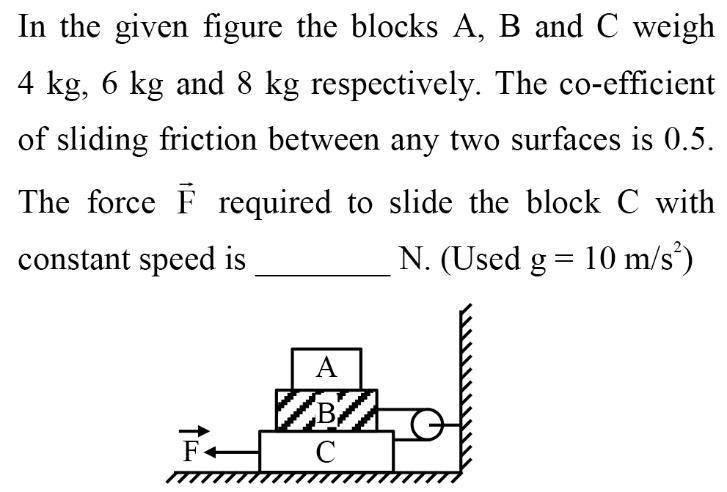 In the given figure the blocks A, B and C weigh
4 kg, 6 kg and 8 kg respectively. The co-efficient
of sliding friction between any two surfaces is 0.5.
The force F⃗ required to slide the block C with
constant speed is ________ N. (Used g = 10 m/s²)
A
B
F⃗
C